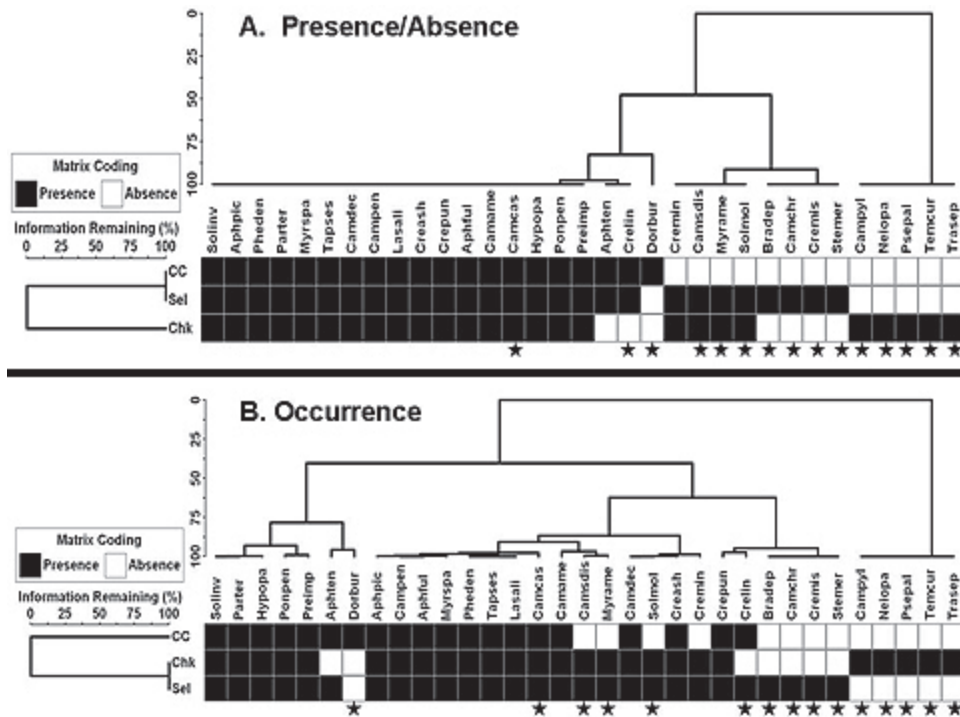 A. Presence/Absence
0
25
50
75
100
Matrix Coding
Presence Absence
Information Remaining (%)
0 25 50 75 100
Solinv Aphpic Pheden Parter Myrspa Tapses Camdec Campen Lasali Creash Crepun Aphful Camame Camcas Hypopa Ponpen Preimp Aphten Crelin Dorbur Cremin Camsdis Myrame Solmol Bradep Camchr Cremis Stemer Campyl Nelopa Psepal Temcur Trasep
CC
Sel
Chk
B. Occurrence
0
25
50
75
100
Matrix Coding
Presence Absence
Information Remaining (%)
0 25 50 75 100
Solinv Parter Hypopa Ponpen Preimp Aphten Dorbur Aphpic Campen Aphful Myrspa Pheden Tapses Lasali Camcas Camame Camsdis Myrame Camdec Solmol Creash Cremin Crepun Crelin Bradep Camchr Cremis Stemer Campyl Nelopa Psepal Temcur Trasep
CC
Chk
Sel